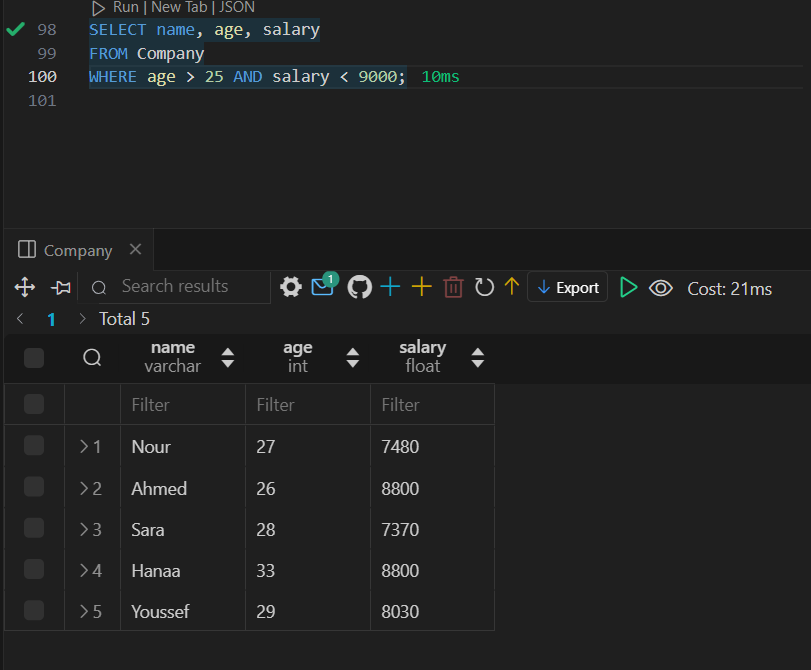 Run | New Tab | JSON
98 SELECT name, age, salary
99 FROM Company
100 WHERE age > 25 AND salary < 9000; 10ms
101
Company
Search results 1 Export Cost: 21ms
1 Total 5
name age salary
varchar int float
Filter Filter Filter
1 Nour 27 7480
2 Ahmed 26 8800
3 Sara 28 7370
4 Hanaa 33 8800
5 Youssef 29 8030